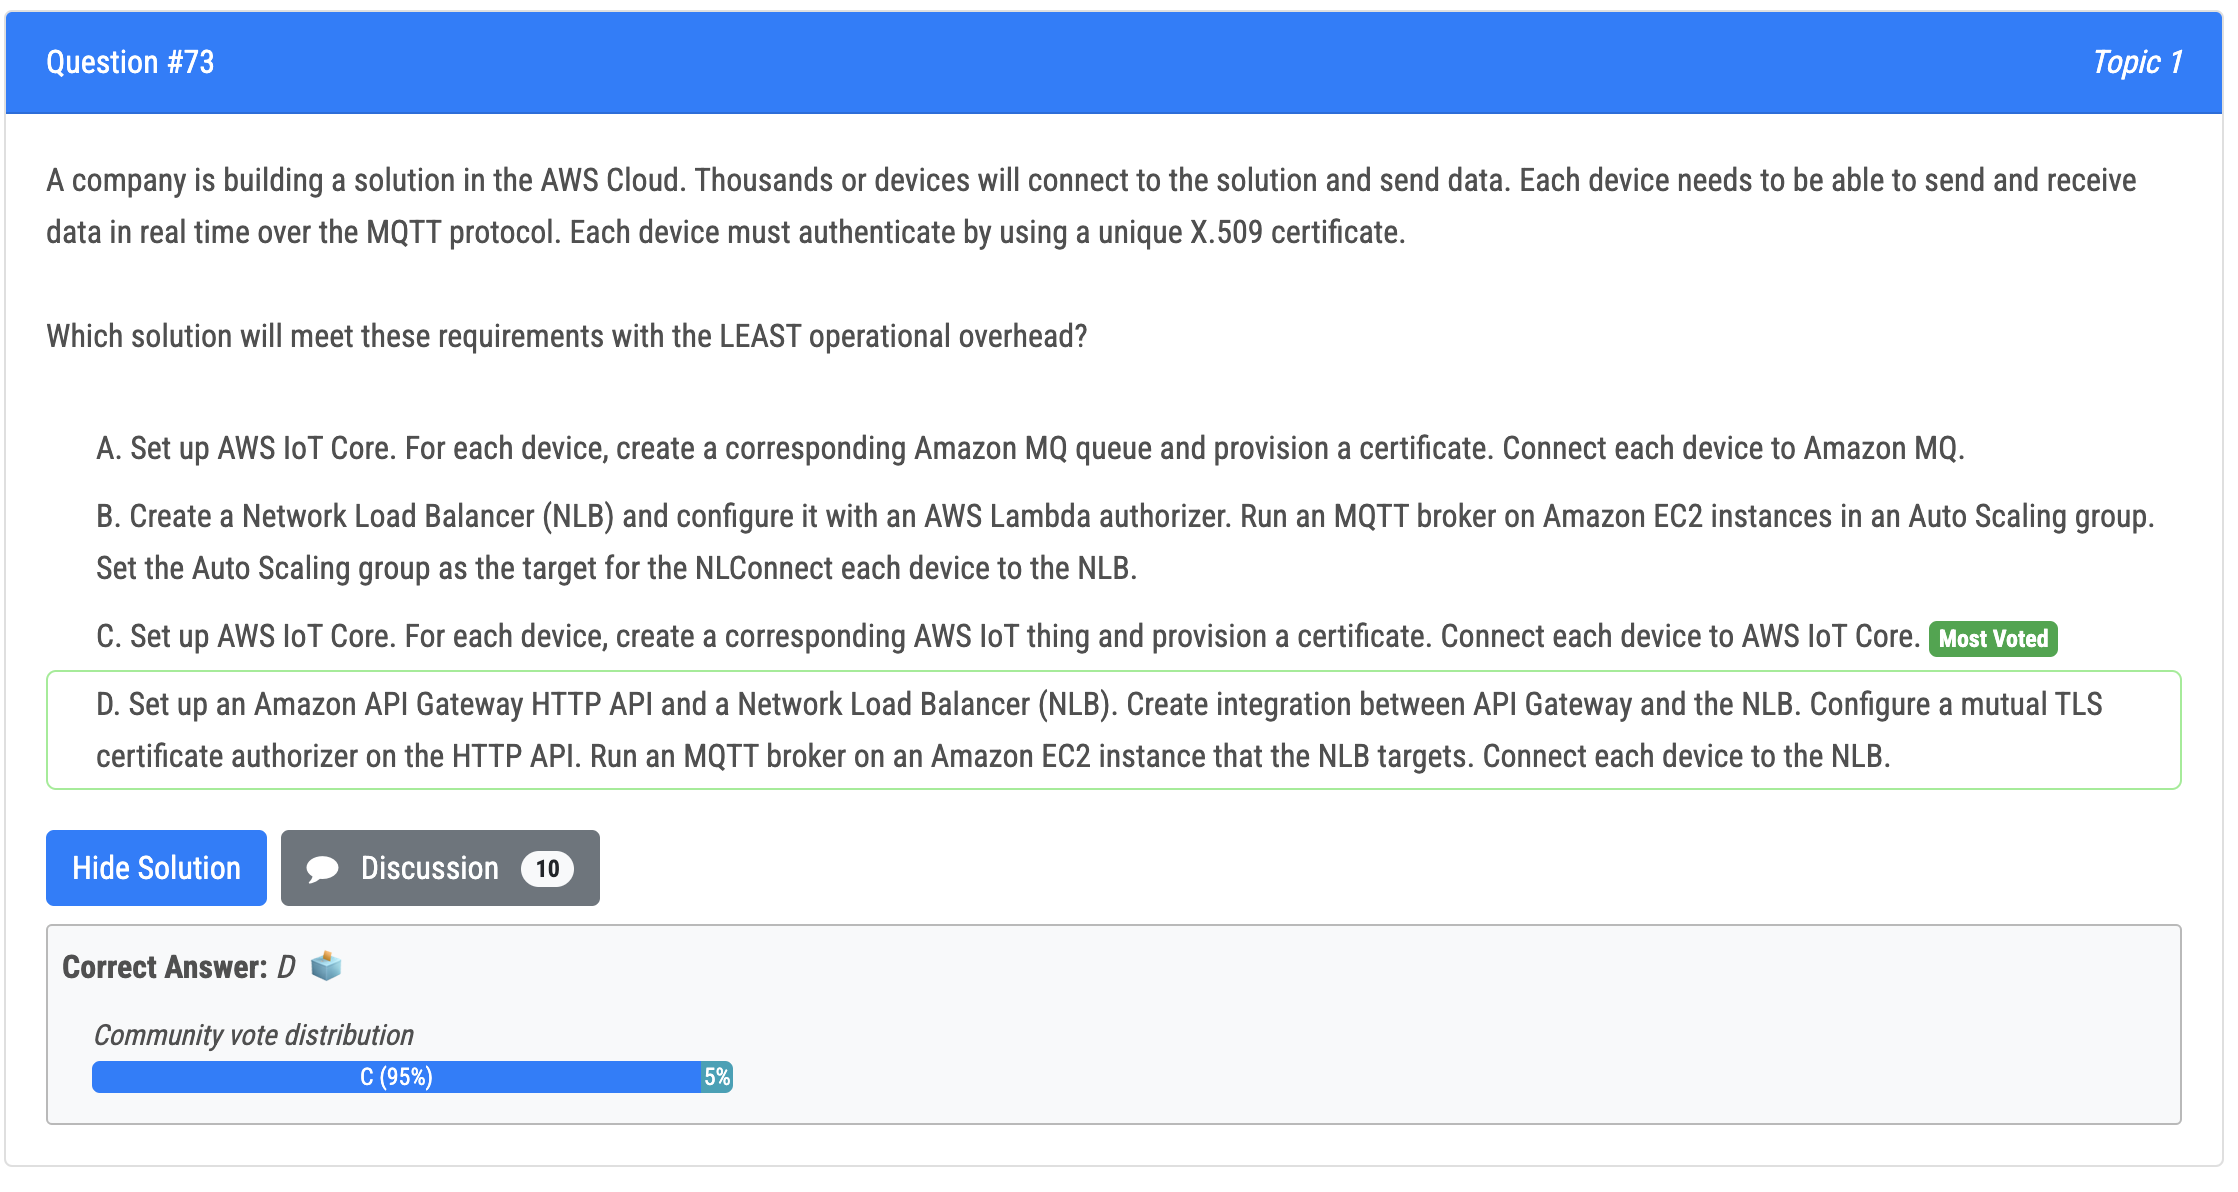 Question #73
Topic 1
A company is building a solution in the AWS Cloud. Thousands or devices will connect to the solution and send data. Each device needs to be able to send and receive
data in real time over the MQTT protocol. Each device must authenticate by using a unique X.509 certificate.
Which solution will meet these requirements with the LEAST operational overhead?
A. Set up AWS IoT Core. For each device, create a corresponding Amazon MQ queue and provision a certificate. Connect each device to Amazon MQ.
B. Create a Network Load Balancer (NLB) and configure it with an AWS Lambda authorizer. Run an MQTT broker on Amazon EC2 instances in an Auto Scaling group.
Set the Auto Scaling group as the target for the NLConnect each device to the NLB.
C. Set up AWS IoT Core. For each device, create a corresponding AWS IoT thing and provision a certificate. Connect each device to AWS IoT Core. Most Voted
D. Set up an Amazon API Gateway HTTP API and a Network Load Balancer (NLB). Create integration between API Gateway and the NLB. Configure a mutual TLS
certificate authorizer on the HTTP API. Run an MQTT broker on an Amazon EC2 instance that the NLB targets. Connect each device to the NLB.
Hide Solution
Discussion 10
Correct Answer: D
Community vote distribution
C (95%) 5%